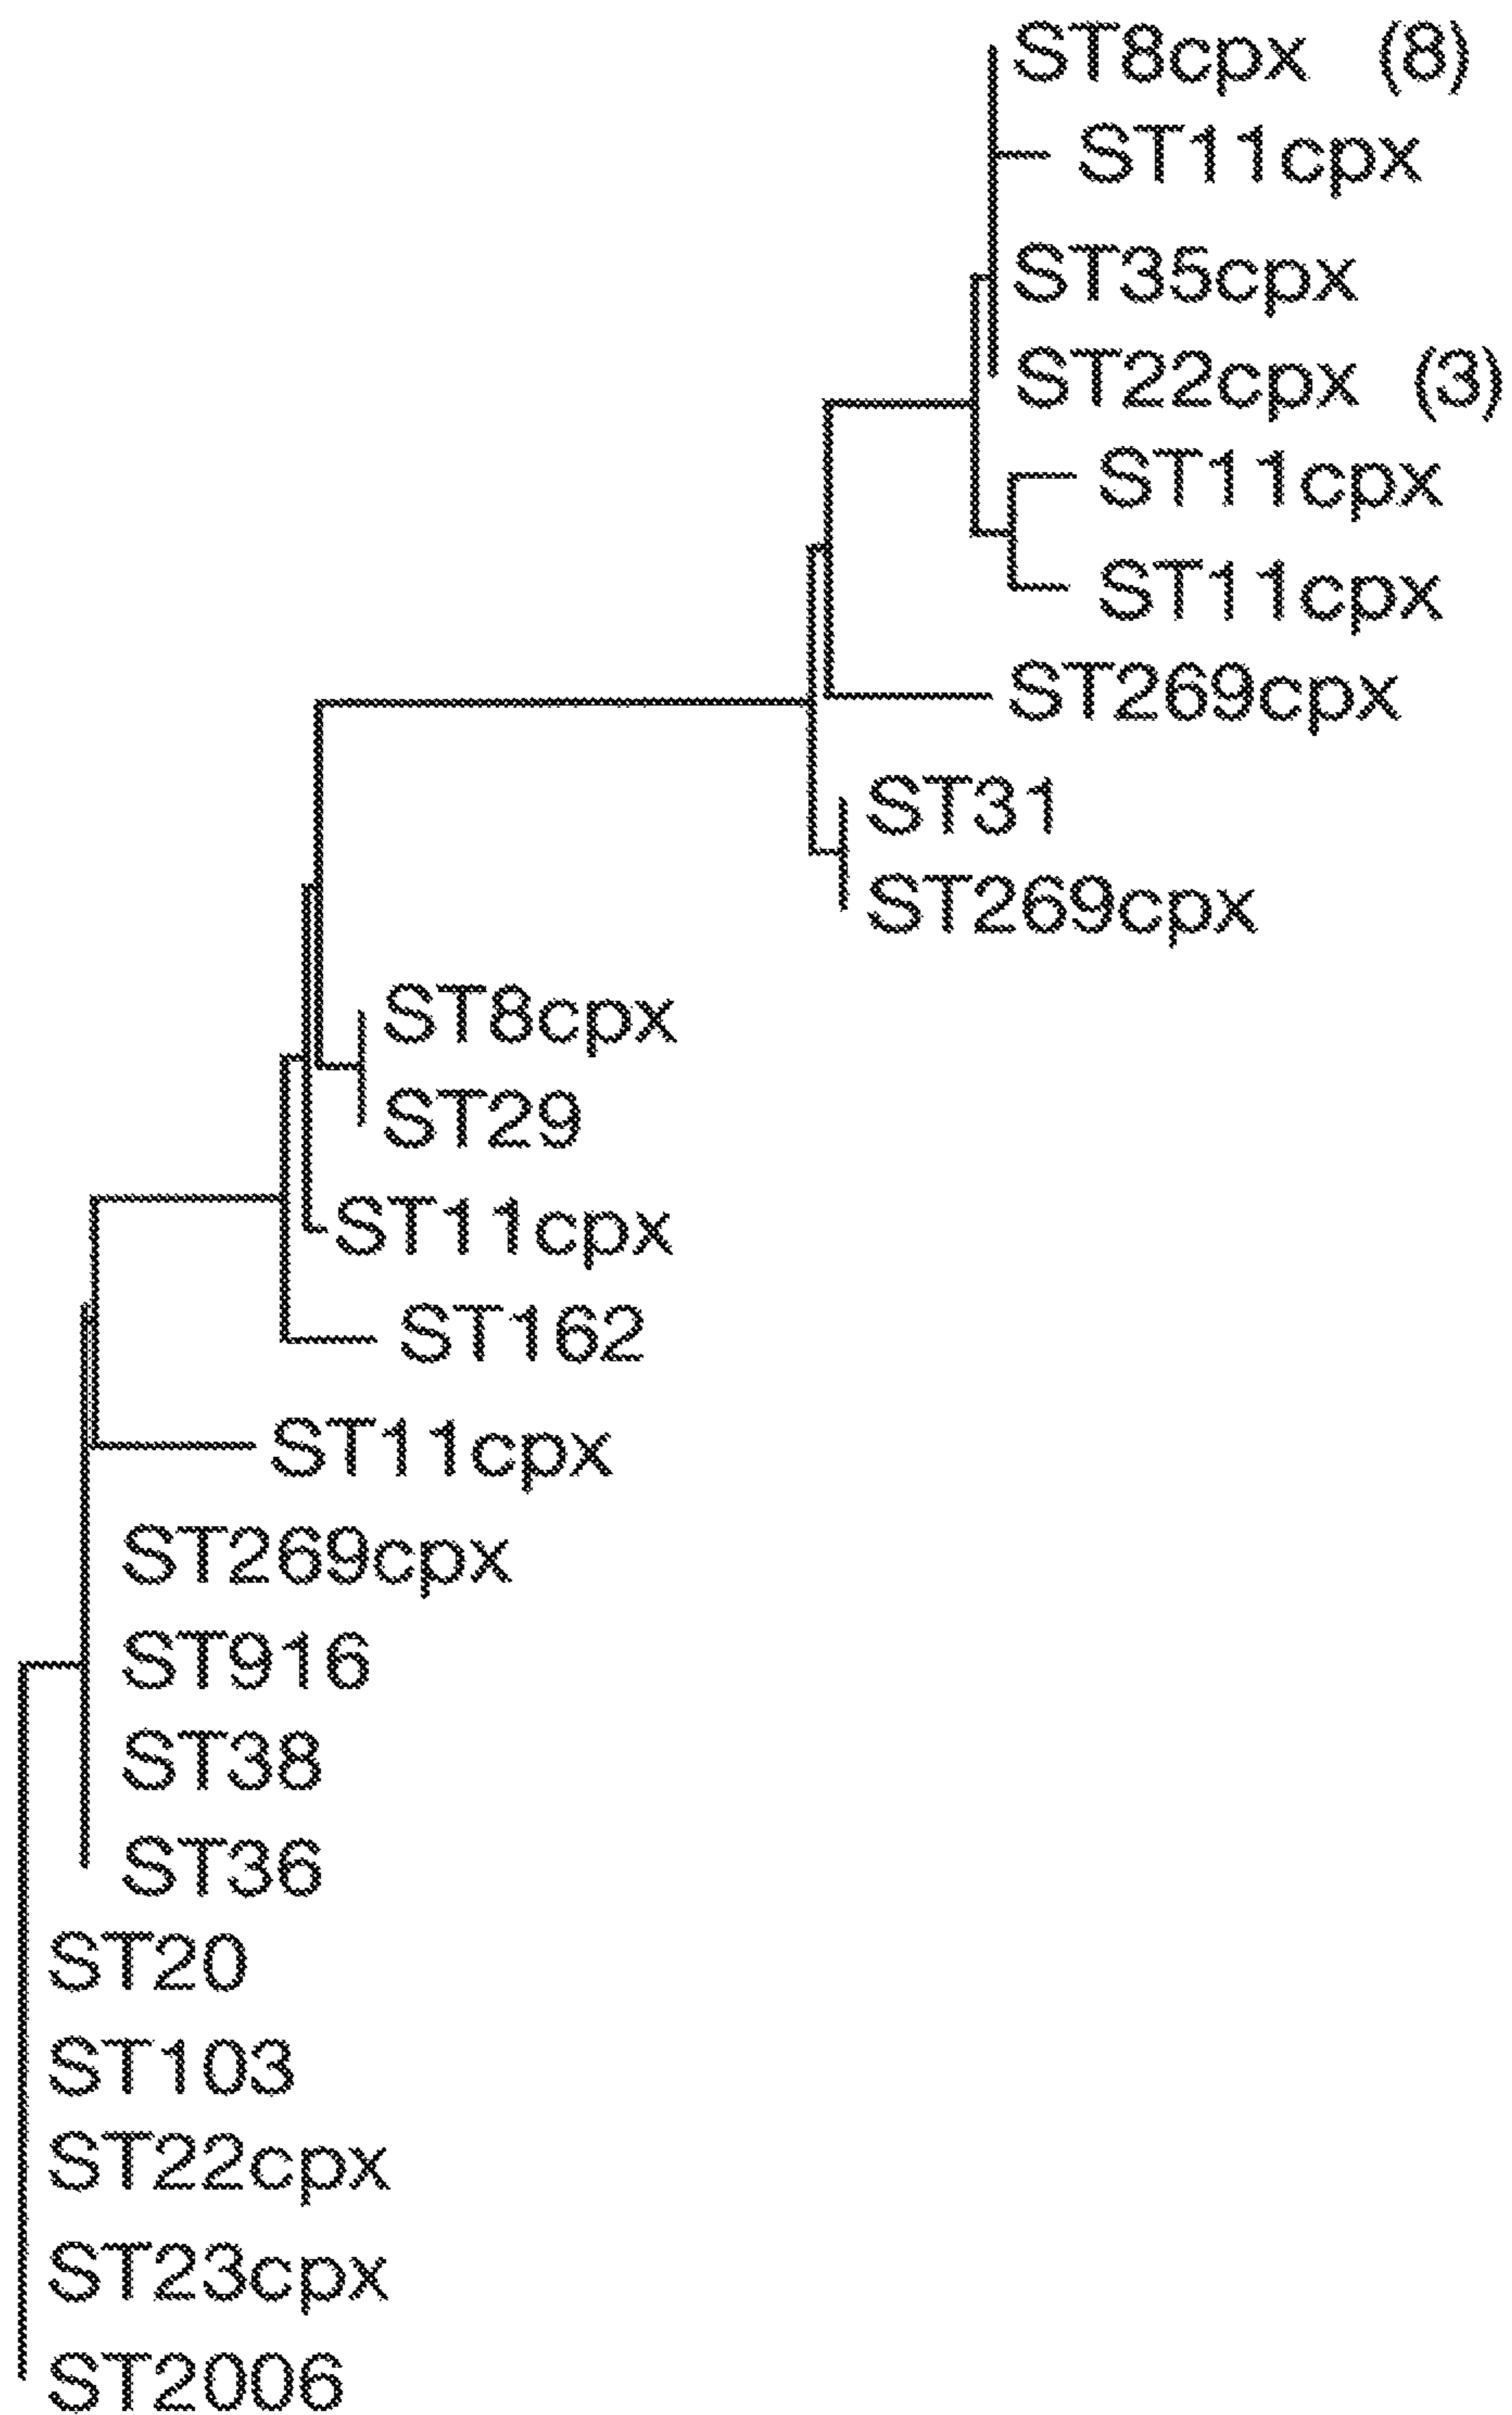 ST8cpx (8)
ST11cpx
ST35cpx
ST22cpx (3)
ST11cpx
ST11cpx
ST269cpx
ST31
ST269cpx
ST8cpx
ST29
ST11cpx
ST162
ST11cpx
ST269cpx
ST916
ST38
ST36
ST20
ST103
ST22cpx
ST23cpx
ST2006